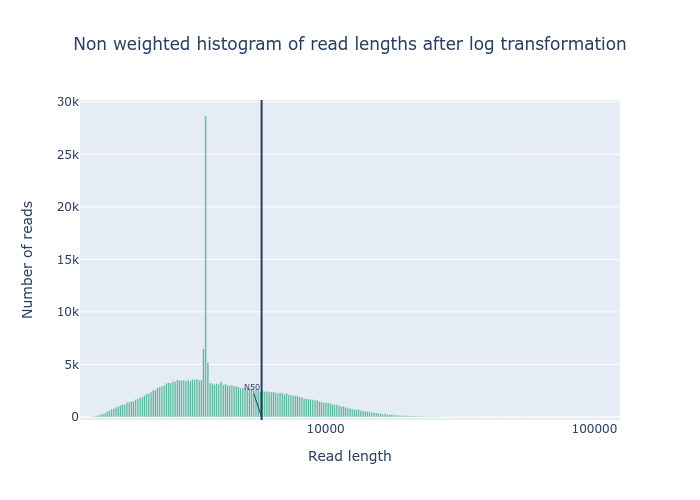 Non weighted histogram of read lengths after log transformation
30k
25k
20k
15k
10k
5k
0
Number of reads
N50
10000
100000
Read length